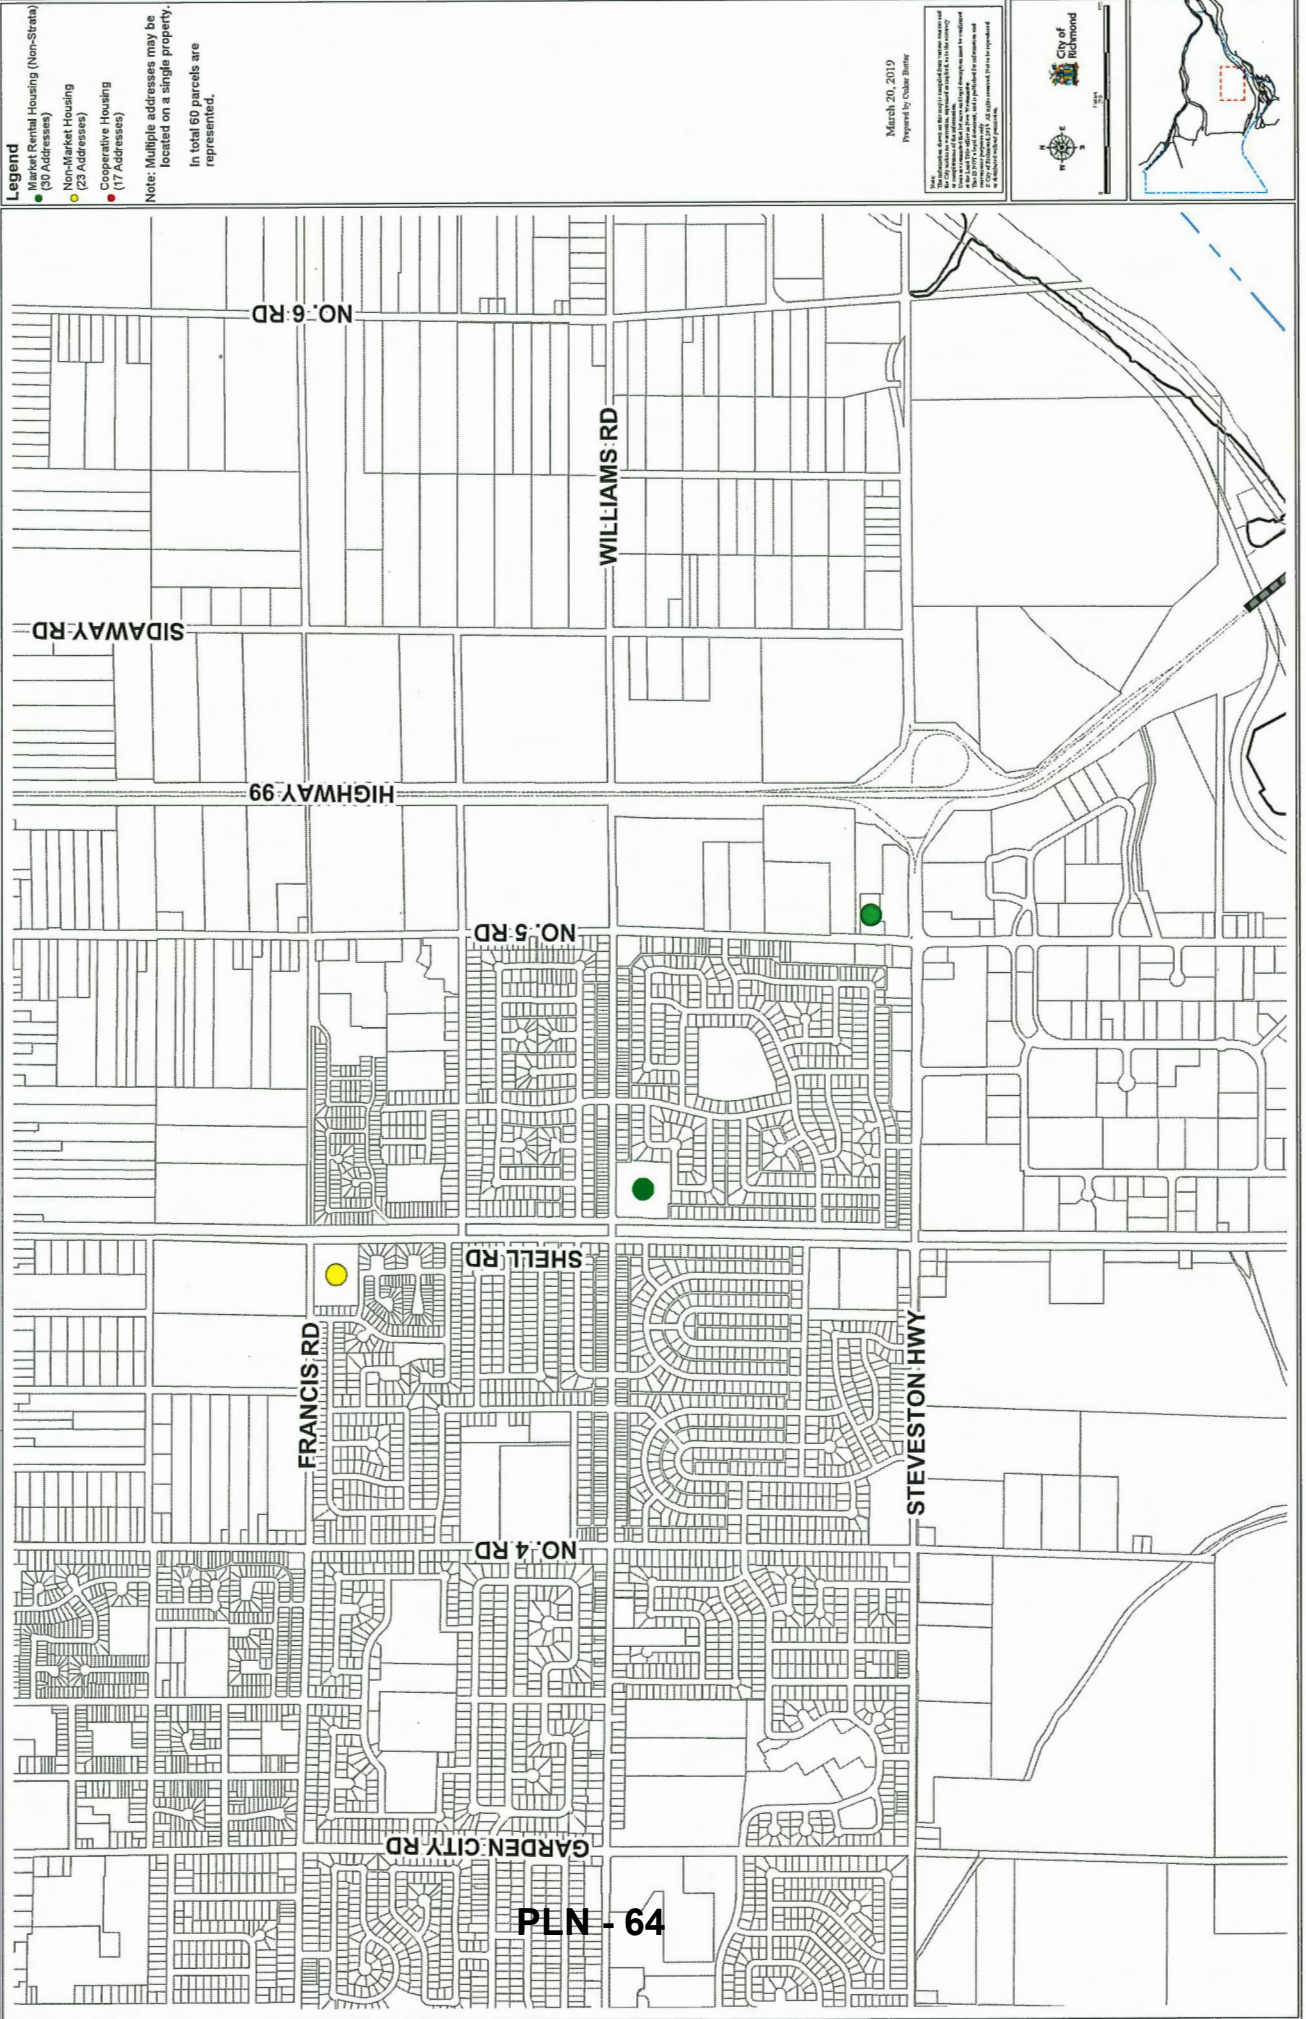 Legend
Market Rental Housing (Non-Strata)
(30 Addresses)
Non-Market Housing
(23 Addresses)
Cooperative Housing
(17 Addresses)
Note: Multiple addresses may be
located on a single property.
In total 60 parcels are
represented.
March 20, 2019
Prepared by
Note:
City of
Richmond
N
E
S
W
NO. 6 RD
WILLIAMS RD
SIDAWAY RD
HIGHWAY 99
NO. 5 RD
SHELL RD
FRANCIS RD
STEVESTON HWY
NO. 4 RD
GARDEN CITY RD
PLN - 64